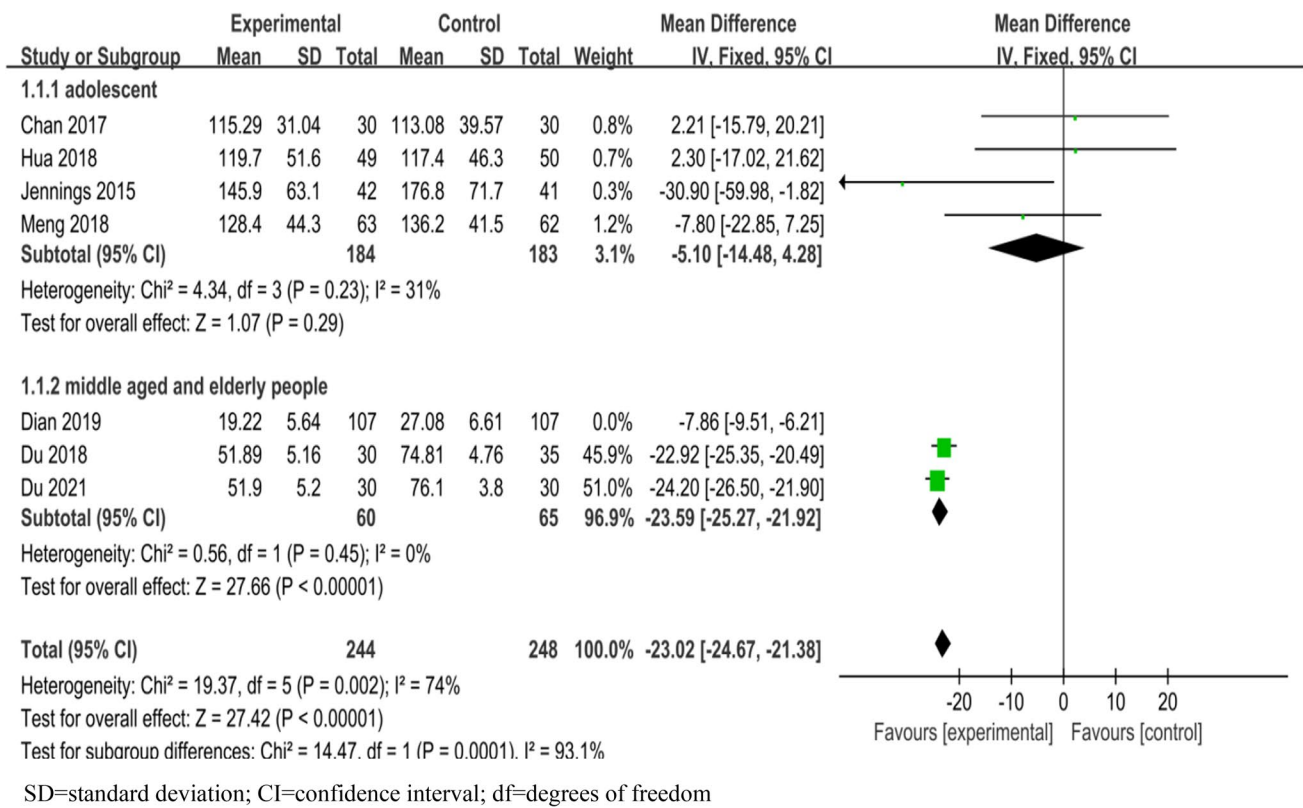 Experimental Control Mean Difference Mean Difference
Study or Subgroup Mean SD Total Mean SD Total Weight IV, Fixed, 95% CI IV, Fixed, 95% CI
1.1.1 adolescent
Chan 2017 115.29 31.04 30 113.08 39.57 30 0.8% 2.21 [-15.79, 20.21]
Hua 2018 119.7 51.6 49 117.4 46.3 50 0.7% 2.30 [-17.02, 21.62]
Jennings 2015 145.9 63.1 42 176.8 71.7 41 0.3% -30.90 [-59.98, -1.82]
Meng 2018 128.4 44.3 63 136.2 41.5 62 1.2% -7.80 [-22.85, 7.25]
Subtotal (95% CI) 184 183 3.1% -5.10 [-14.48, 4.28]
Heterogeneity: Chi² = 4.34, df = 3 (P = 0.23); I² = 31%
Test for overall effect: Z = 1.07 (P = 0.29)
1.1.2 middle aged and elderly people
Dian 2019 19.22 5.64 107 27.08 6.61 107 0.0% -7.86 [-9.51, -6.21]
Du 2018 51.89 5.16 30 74.81 4.76 35 45.9% -22.92 [-25.35, -20.49]
Du 2021 51.9 5.2 30 76.1 3.8 30 51.0% -24.20 [-26.50, -21.90]
Subtotal (95% CI) 60 65 96.9% -23.59 [-25.27, -21.92]
Heterogeneity: Chi² = 0.56, df = 1 (P = 0.45); I² = 0%
Test for overall effect: Z = 27.66 (P < 0.00001)
Total (95% CI) 244 248 100.0% -23.02 [-24.67, -21.38]
Heterogeneity: Chi² = 19.37, df = 5 (P = 0.002); I² = 74%
Test for overall effect: Z = 27.42 (P < 0.00001)
Test for subgroup differences: Chi² = 14.47, df = 1 (P = 0.0001), I² = 93.1%
-20 -10 0 10 20
Favours [experimental] Favours [control]
SD=standard deviation; CI=confidence interval; df=degrees of freedom